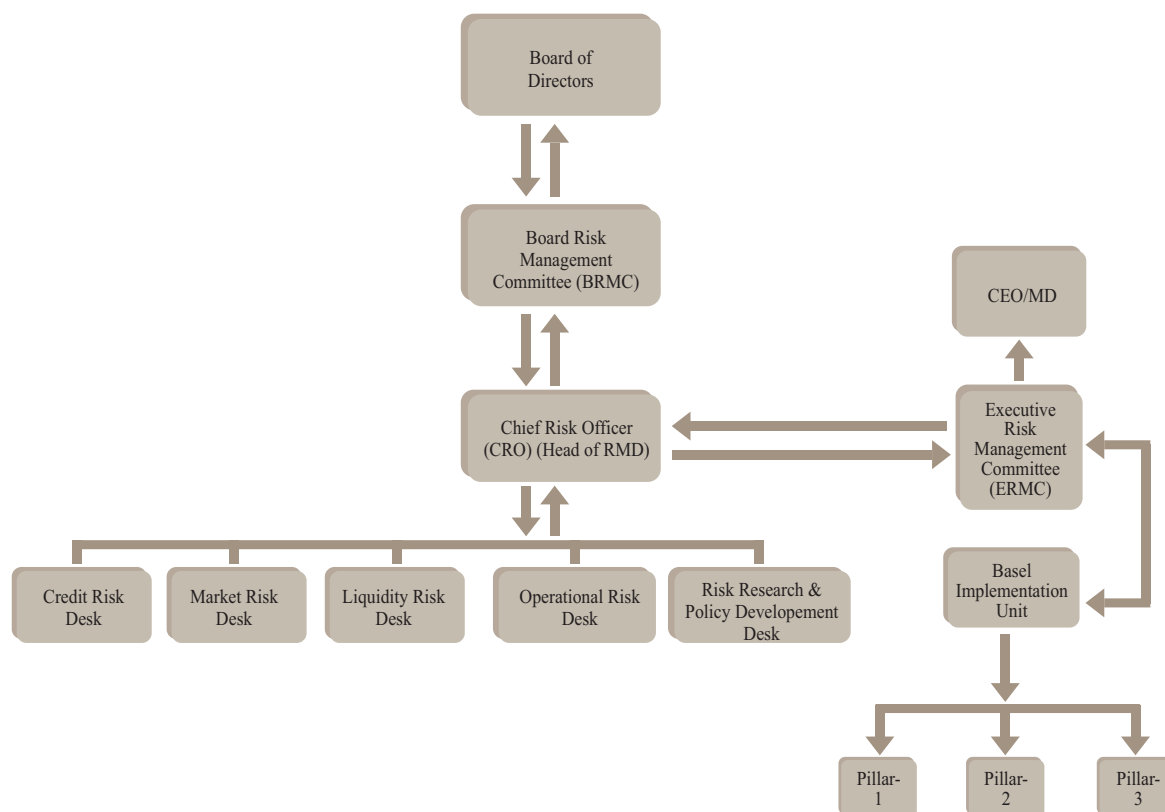 Board of
Directors
Board Risk
Management
Committee (BRMC)
CEO/MD
Chief Risk Officer
(CRO) (Head of RMD)
Executive
Risk
Management
Committee
(ERMC)
Credit Risk
Desk
Market Risk
Desk
Liquidity Risk
Desk
Operational Risk
Desk
Risk Research &
Policy Developement
Desk
Basel
Implementation
Unit
Pillar-
1
Pillar-
2
Pillar-
3